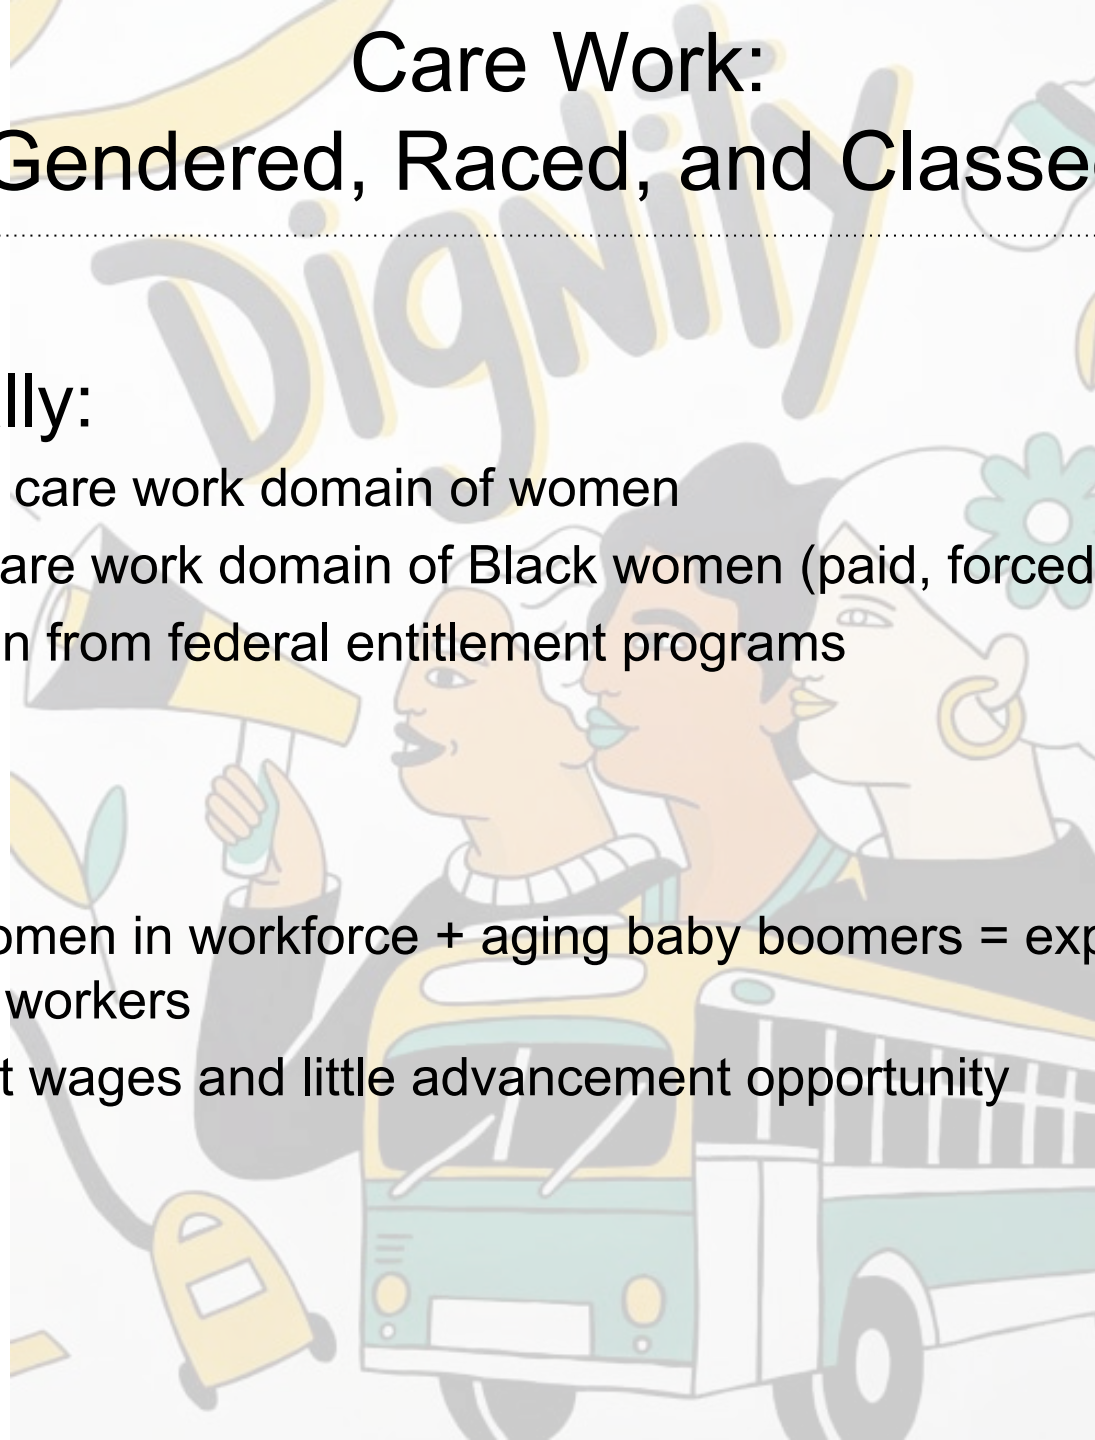 Care Work:
Gendered, Raced, and Classed
Dignity
lly:
care work domain of women
are work domain of Black women (paid, forced
n from federal entitlement programs
omen in workforce + aging baby boomers = exp
workers
t wages and little advancement opportunity